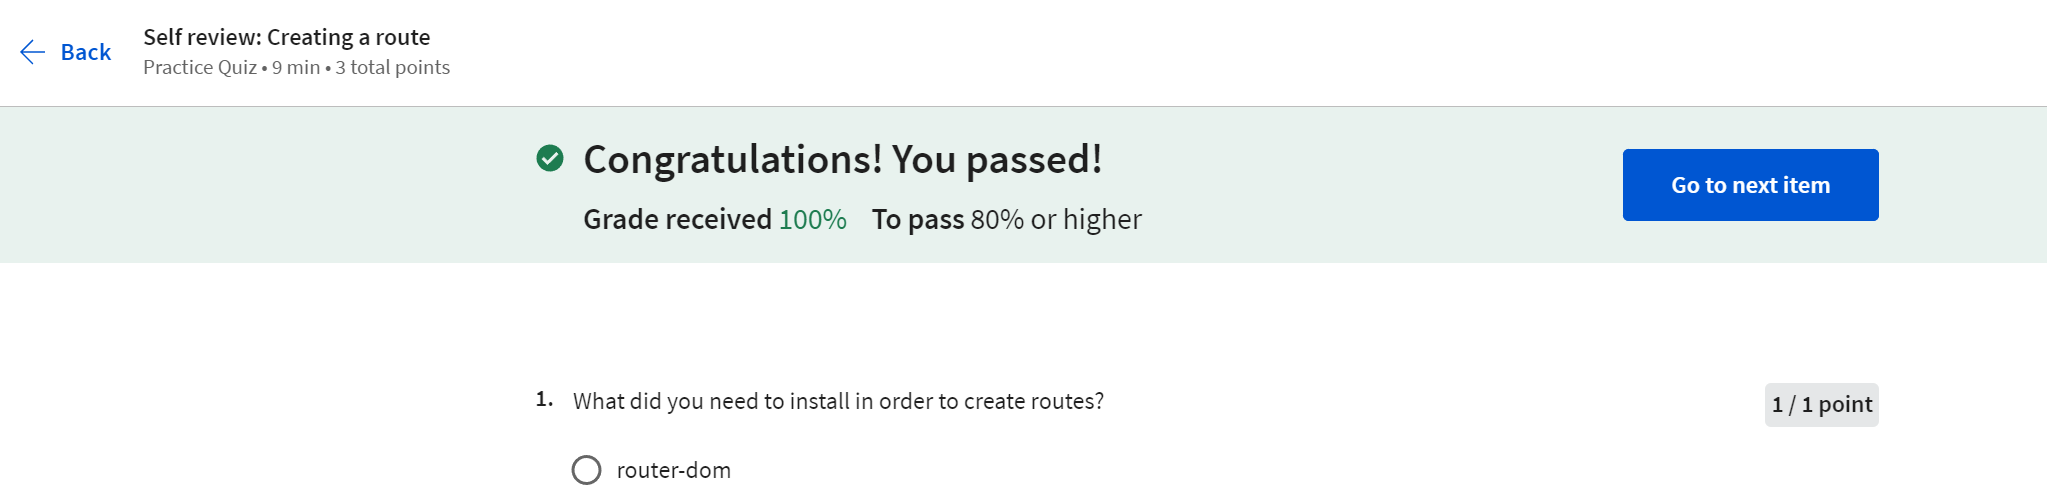 Back
Self review: Creating a route
Practice Quiz • 9 min • 3 total points
Congratulations! You passed!
Grade received 100% To pass 80% or higher
Go to next item
1. What did you need to install in order to create routes?
1 / 1 point
router-dom